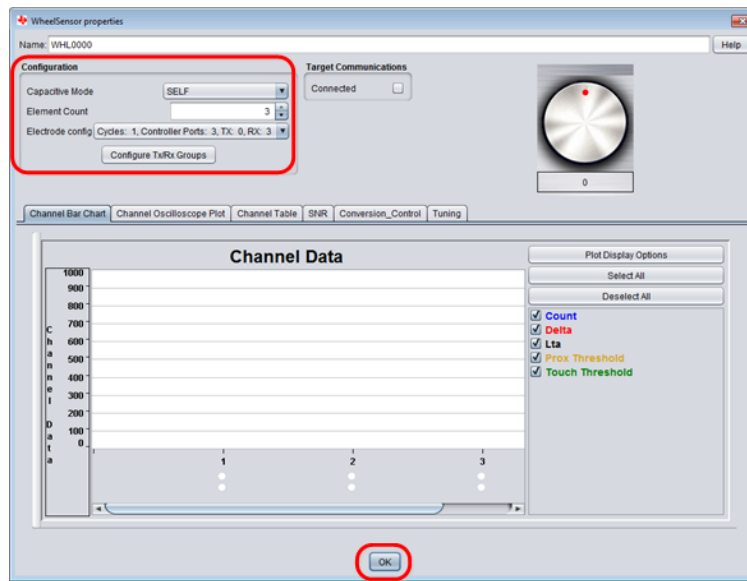 WheelSensor properties
Name: WHL0000 Help
Configuration
Capacitive Mode SELF
Element Count 3
Electrode config Cycles: 1, Controller Ports: 3, TX: 0, RX: 3
Configure Tx/Rx Groups
Target Communications
Connected
0
Channel Bar Chart Channel Oscilloscope Plot Channel Table SNR Conversion_Control Tuning
Channel Data
Channel Data
1000
900
800
700
600
500
400
300
200
100
0
1 2 3
Plot Display Options
Select All
Deselect All
Count
Delta
Lta
Prox Threshold
Touch Threshold
OK